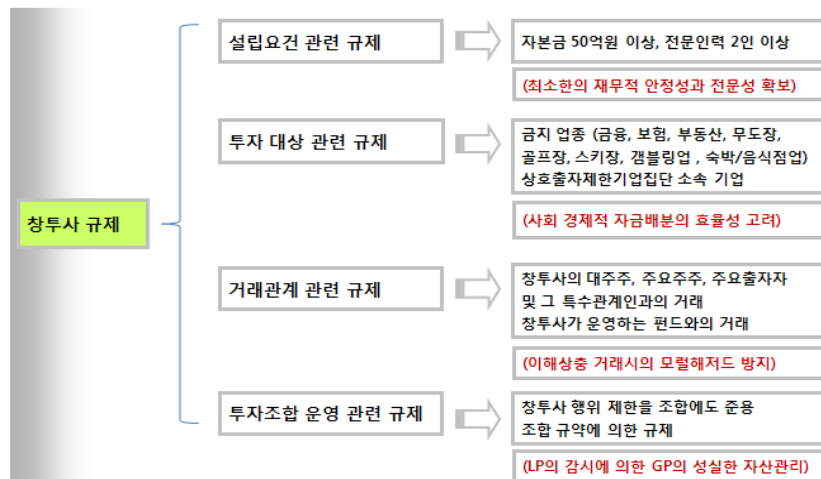 창투사 규제
설립요건 관련 규제
자본금 50억원 이상, 전문인력 2인 이상
(최소한의 재무적 안정성과 전문성 확보)
투자 대상 관련 규제
금지 업종 (금융, 보험, 부동산, 무도장,
골프장, 스키장, 갬블링업 , 숙박/음식점업)
상호출자제한기업집단 소속 기업
(사회 경제적 자금배분의 효율성 고려)
거래관계 관련 규제
창투사의 대주주, 주요주주, 주요출자자
및 그 특수관계인과의 거래
창투사가 운영하는 펀드와의 거래
(이해상충 거래시의 모럴해저드 방지)
투자조합 운영 관련 규제
창투사 행위 제한을 조합에도 준용
조합 규약에 의한 규제
(LP의 감시에 의한 GP의 성실한 자산관리)